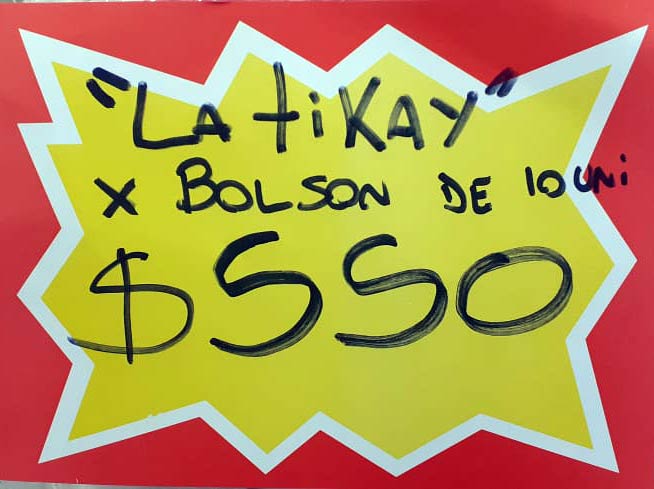 "LA tiKAY"
X BOLSON DE 10 UNi
$550